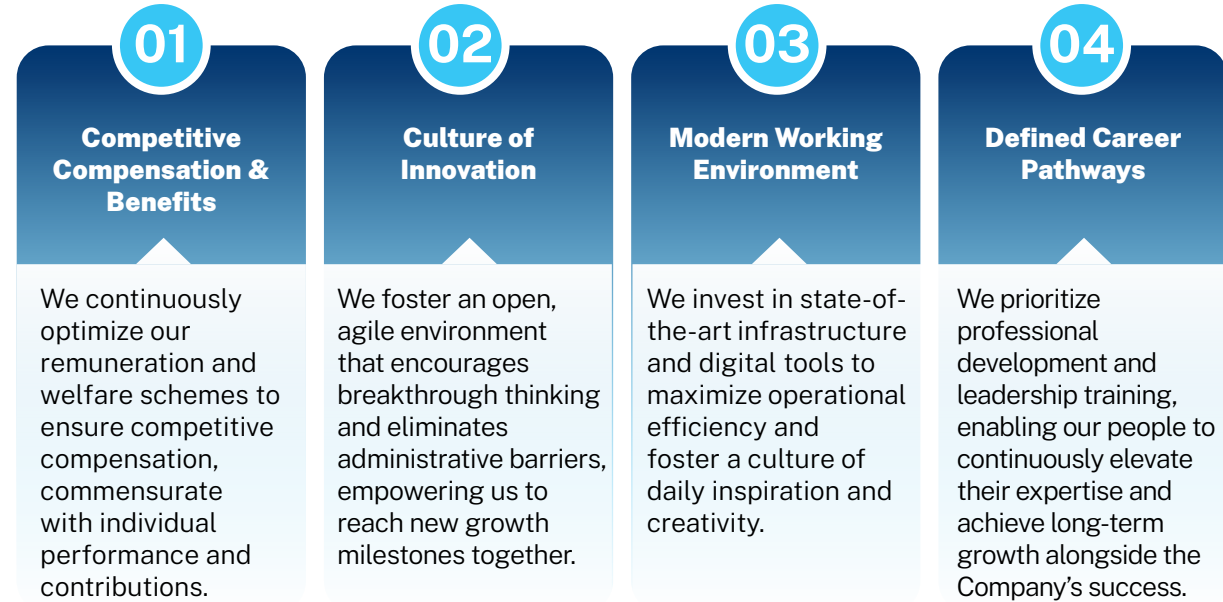 01
Competitive
Compensation &
Benefits
We continuously
optimize our
remuneration and
welfare schemes to
ensure competitive
compensation,
commensurate
with individual
performance and
contributions.
02
Culture of
Innovation
We foster an open,
agile environment
that encourages
breakthrough thinking
and eliminates
administrative barriers,
empowering us to
reach new growth
milestones together.
03
Modern Working
Environment
We invest in state-of-
the-art infrastructure
and digital tools to
maximize operational
efficiency and
foster a culture of
daily inspiration and
creativity.
04
Defined Career
Pathways
We prioritize
professional
development and
leadership training,
enabling our people to
continuously elevate
their expertise and
achieve long-term
growth alongside the
Company’s success.